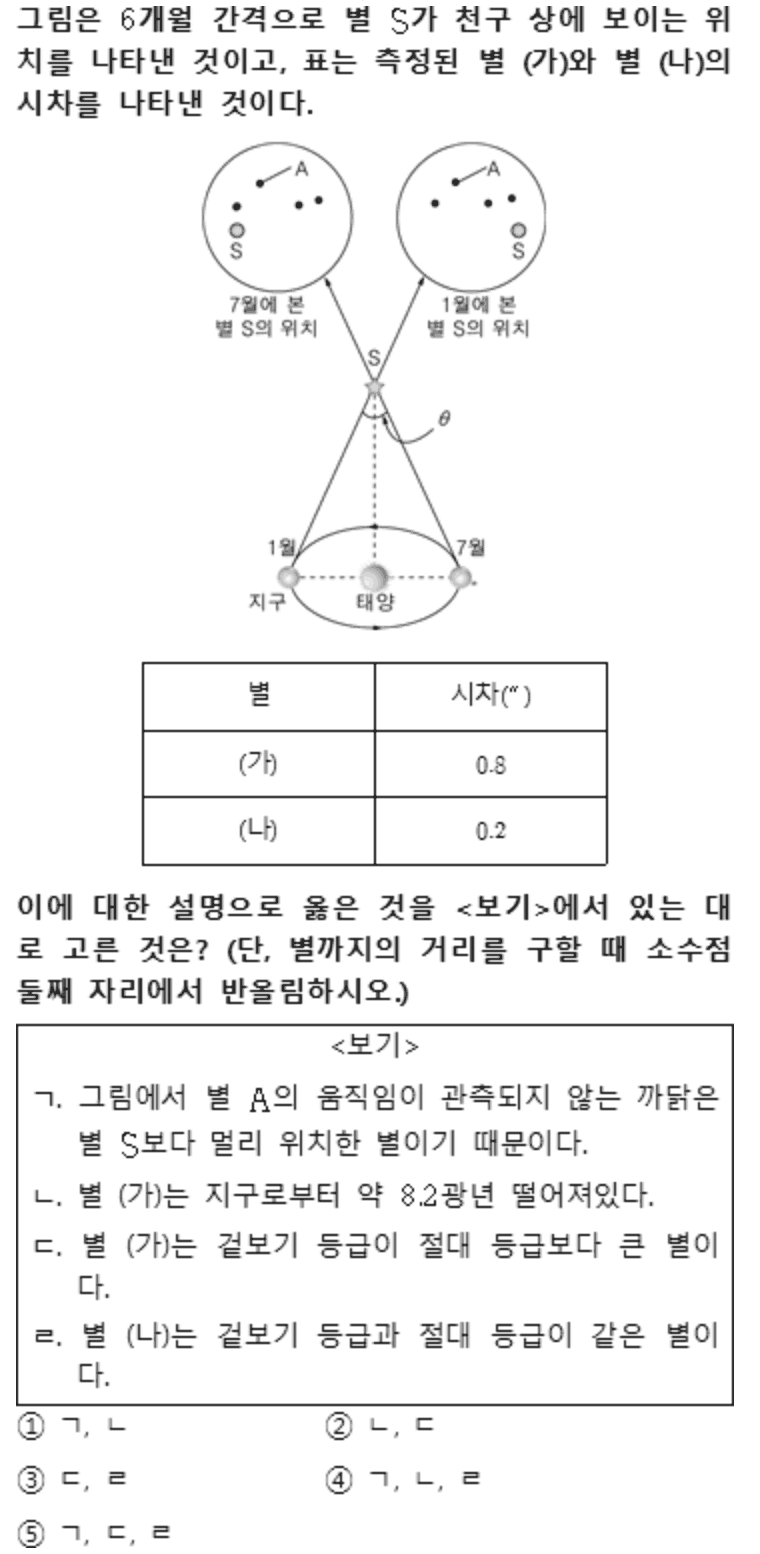 그림은 6개월 간격으로 별 S가 천구 상에 보이는 위
치를 나타낸 것이고, 표는 측정된 별 (가)와 별 (나)의
시차를 나타낸 것이다.
A
A
S
S
7월에 본
별 S의 위치
1월에 본
별 S의 위치
S
θ
1월
7월
지구
태양
별 시차(″)
(가) 0.8
(나) 0.2
이에 대한 설명으로 옳은 것을 <보기>에서 있는 대
로 고른 것은? (단, 별까지의 거리를 구할 때 소수점
둘째 자리에서 반올림하시오.)
<보기>
ㄱ. 그림에서 별 A의 움직임이 관측되지 않는 까닭은
별 S보다 멀리 위치한 별이기 때문이다.
ㄴ. 별 (가)는 지구로부터 약 8.2광년 떨어져있다.
ㄷ. 별 (가)는 겉보기 등급이 절대 등급보다 큰 별이
다.
ㄹ. 별 (나)는 겉보기 등급과 절대 등급이 같은 별이
다.
① ㄱ, ㄴ ② ㄴ, ㄷ
③ ㄷ, ㄹ ④ ㄱ, ㄴ, ㄹ
⑤ ㄱ, ㄷ, ㄹ